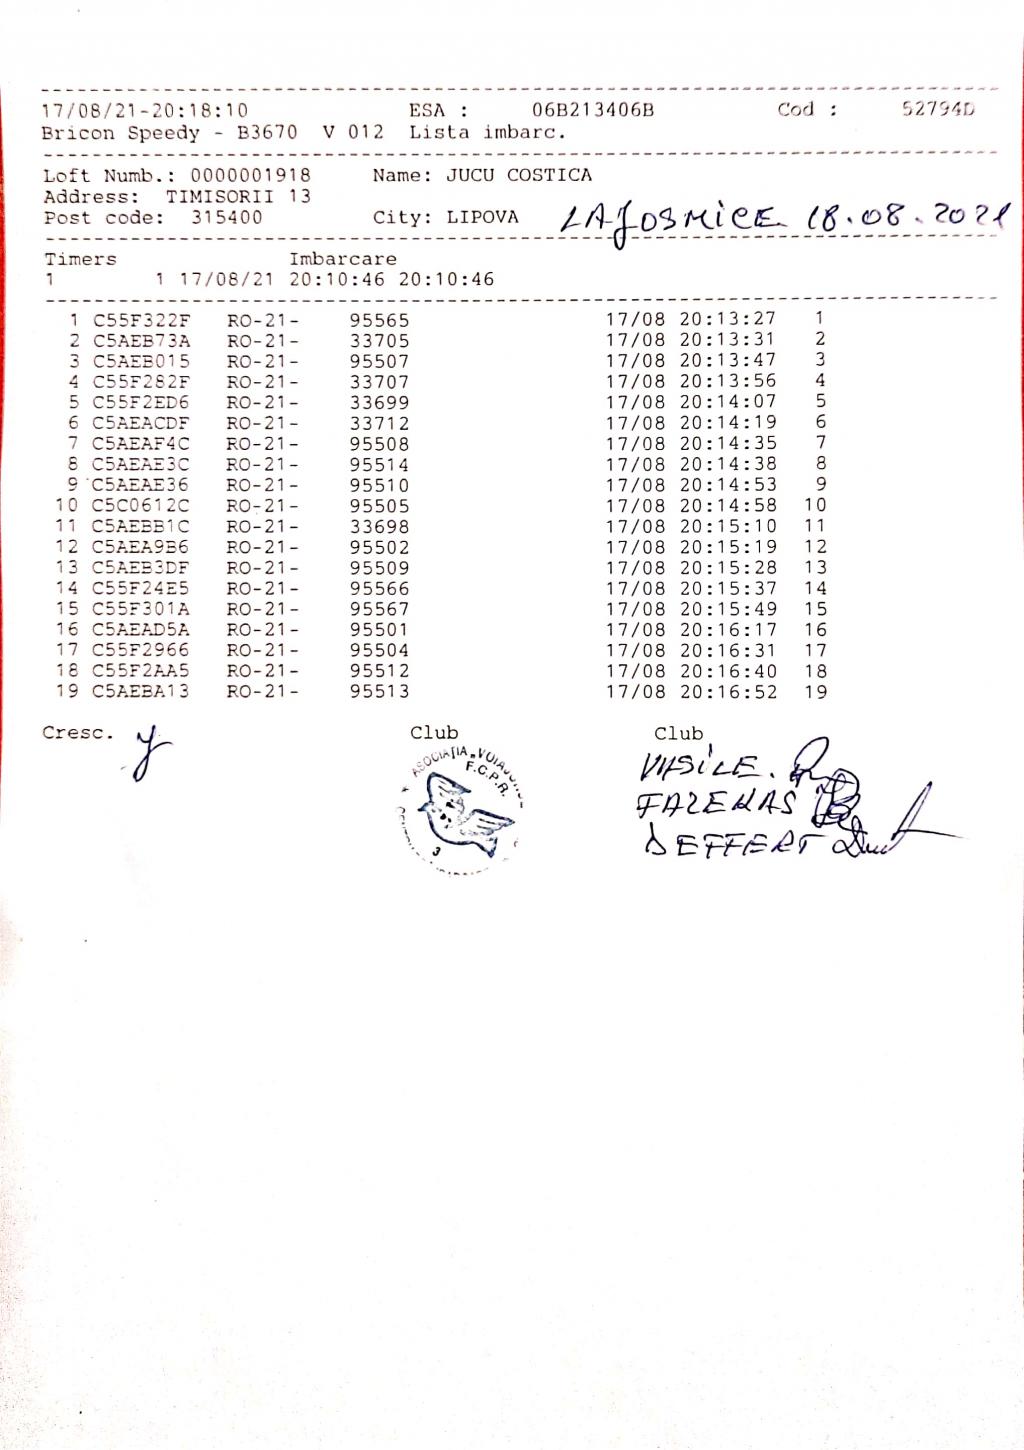 17/08/21-20:18:10 ESA : 06B213406B Cod : 52794D
Bricon Speedy - B3670 V 012 Lista imbarc.
Loft Numb.: 0000001918 Name: JUCU COSTICA
Address: TIMISORII 13
Post code: 315400 City: LIPOVA LAJOSMICE 18.08.2021
Timers Imbarcare
1 1 17/08/21 20:10:46 20:10:46
1 C55F322F RO-21- 95565 17/08 20:13:27 1
2 C5AEB73A RO-21- 33705 17/08 20:13:31 2
3 C5AEB015 RO-21- 95507 17/08 20:13:47 3
4 C55F282F RO-21- 33707 17/08 20:13:56 4
5 C55F2ED6 RO-21- 33699 17/08 20:14:07 5
6 C5AEACDF RO-21- 33712 17/08 20:14:19 6
7 C5AEAF4C RO-21- 95508 17/08 20:14:35 7
8 C5AEAE3C RO-21- 95514 17/08 20:14:38 8
9 C5AEAE36 RO-21- 95510 17/08 20:14:53 9
10 C5C0612C RO-21- 95505 17/08 20:14:58 10
11 C5AEBB1C RO-21- 33698 17/08 20:15:10 11
12 C5AEA9B6 RO-21- 95502 17/08 20:15:19 12
13 C5AEB3DF RO-21- 95509 17/08 20:15:28 13
14 C55F24E5 RO-21- 95566 17/08 20:15:37 14
15 C55F301A RO-21- 95567 17/08 20:15:49 15
16 C5AEAD5A RO-21- 95501 17/08 20:16:17 16
17 C55F2966 RO-21- 95504 17/08 20:16:31 17
18 C55F2AA5 RO-21- 95512 17/08 20:16:40 18
19 C5AEBA13 RO-21- 95513 17/08 20:16:52 19
Cresc. Club Club
ASOCIAȚIA
F.C.P.R.
3
VASILE.
FAZEKAS
DEFFERT